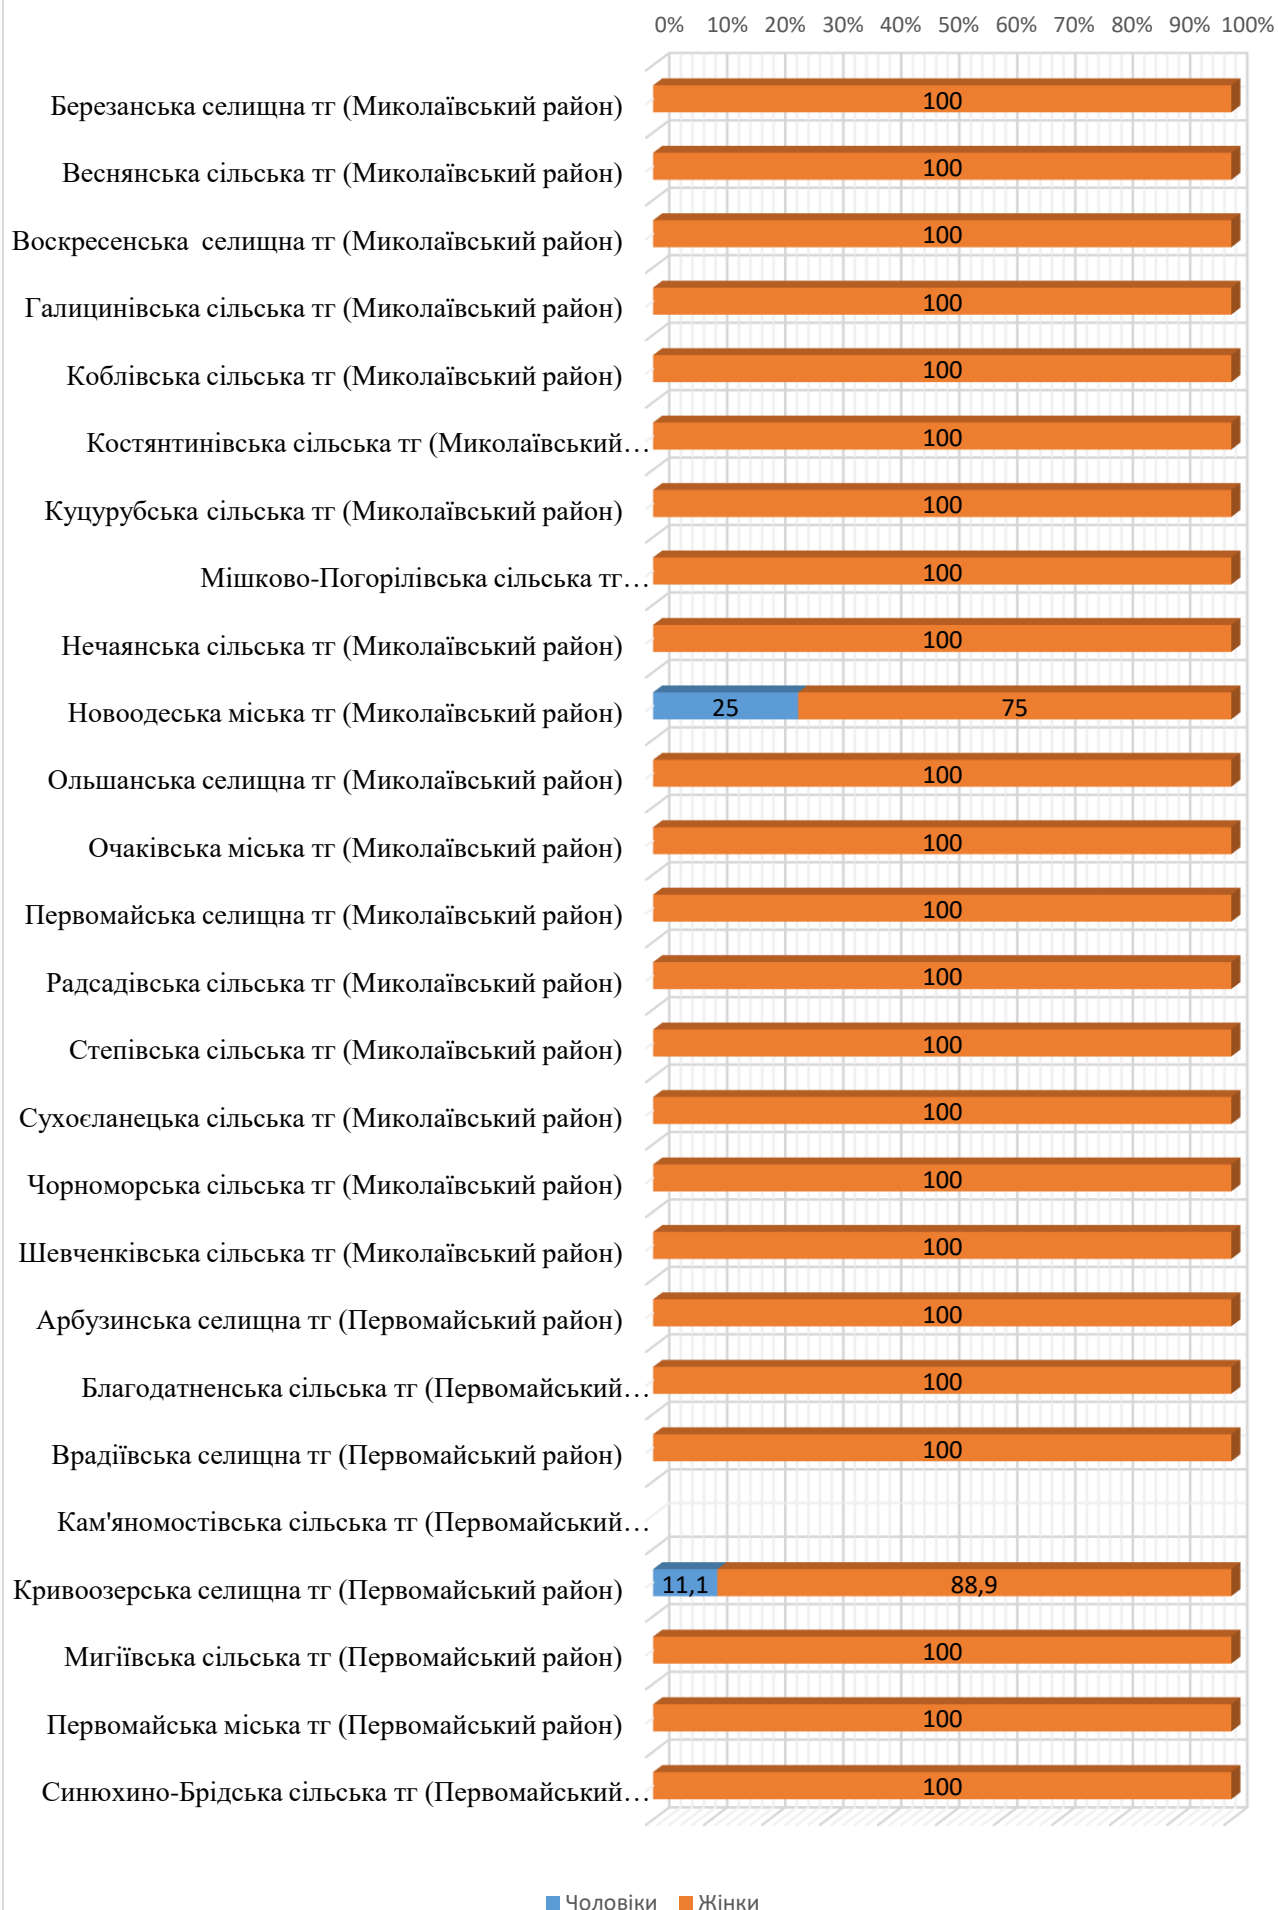 0% 10% 20% 30% 40% 50% 60% 70% 80% 90% 100%
Березанська селищна тг (Миколаївський район) 100
Веснянська сільська тг (Миколаївський район) 100
Воскресенська селищна тг (Миколаївський район) 100
Галицинівська сільська тг (Миколаївський район) 100
Коблівська сільська тг (Миколаївський район) 100
Костянтинівська сільська тг (Миколаївський… 100
Куцурубська сільська тг (Миколаївський район) 100
Мішково-Погорілівська сільська тг… 100
Нечаянська сільська тг (Миколаївський район) 100
Новоодеська міська тг (Миколаївський район) 25 75
Ольшанська селищна тг (Миколаївський район) 100
Очаківська міська тг (Миколаївський район) 100
Первомайська селищна тг (Миколаївський район) 100
Радсадівська сільська тг (Миколаївський район) 100
Степівська сільська тг (Миколаївський район) 100
Сухоєланецька сільська тг (Миколаївський район) 100
Чорноморська сільська тг (Миколаївський район) 100
Шевченківська сільська тг (Миколаївський район) 100
Арбузинська селищна тг (Первомайський район) 100
Благодатненська сільська тг (Первомайський… 100
Врадіївська селищна тг (Первомайський район) 100
Кам'яномостівська сільська тг (Первомайський…
Кривоозерська селищна тг (Первомайський район) 11,1 88,9
Мигіївська сільська тг (Первомайський район) 100
Первомайська міська тг (Первомайський район) 100
Синюхино-Брідська сільська тг (Первомайський… 100
Чоловіки Жінки